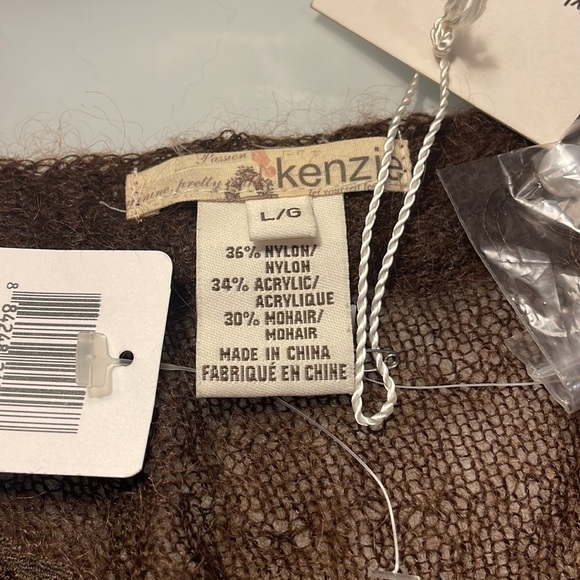 Passion
kenzie
L/G
36% NYLON/
NYLON
34% ACRYLIC/
ACRYLIQUE
30% MOHAIR/
MOHAIR
MADE IN CHINA
FABRIQUÉ EN CHINE